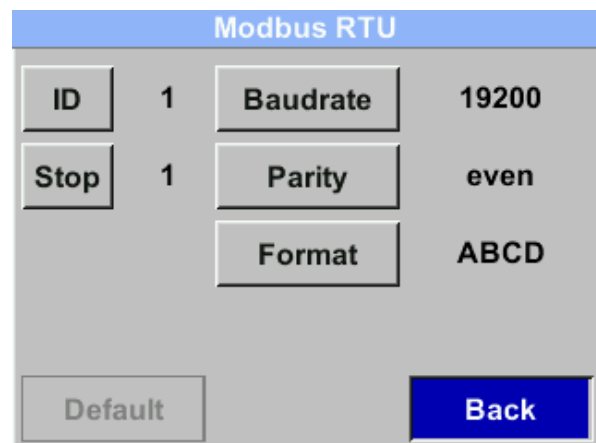 Modbus RTU
ID 1 Baudrate 19200
Stop 1 Parity even
Format ABCD
Default Back